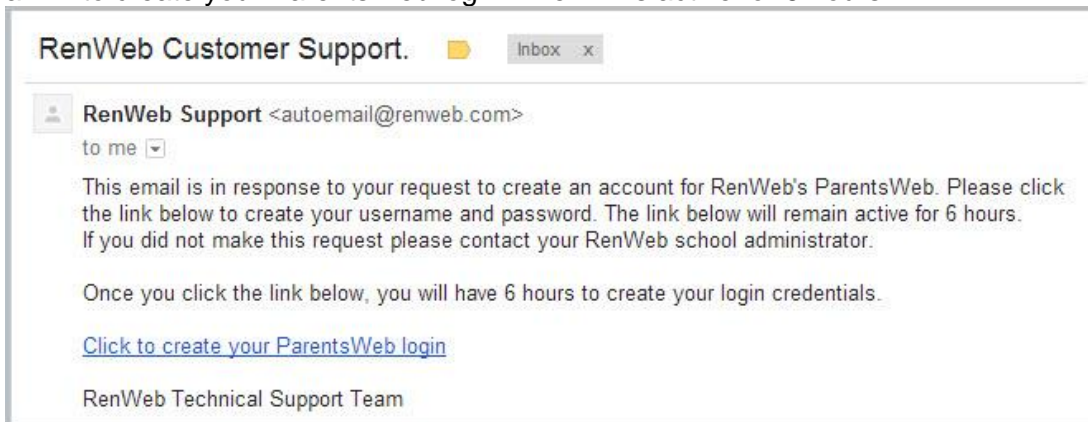 RenWeb Customer Support. Inbox x
RenWeb Support <autoemail@renweb.com>
to me
This email is in response to your request to create an account for RenWeb's ParentsWeb. Please click
the link below to create your username and password. The link below will remain active for 6 hours.
If you did not make this request please contact your RenWeb school administrator.
Once you click the link below, you will have 6 hours to create your login credentials.
Click to create your ParentsWeb login
RenWeb Technical Support Team